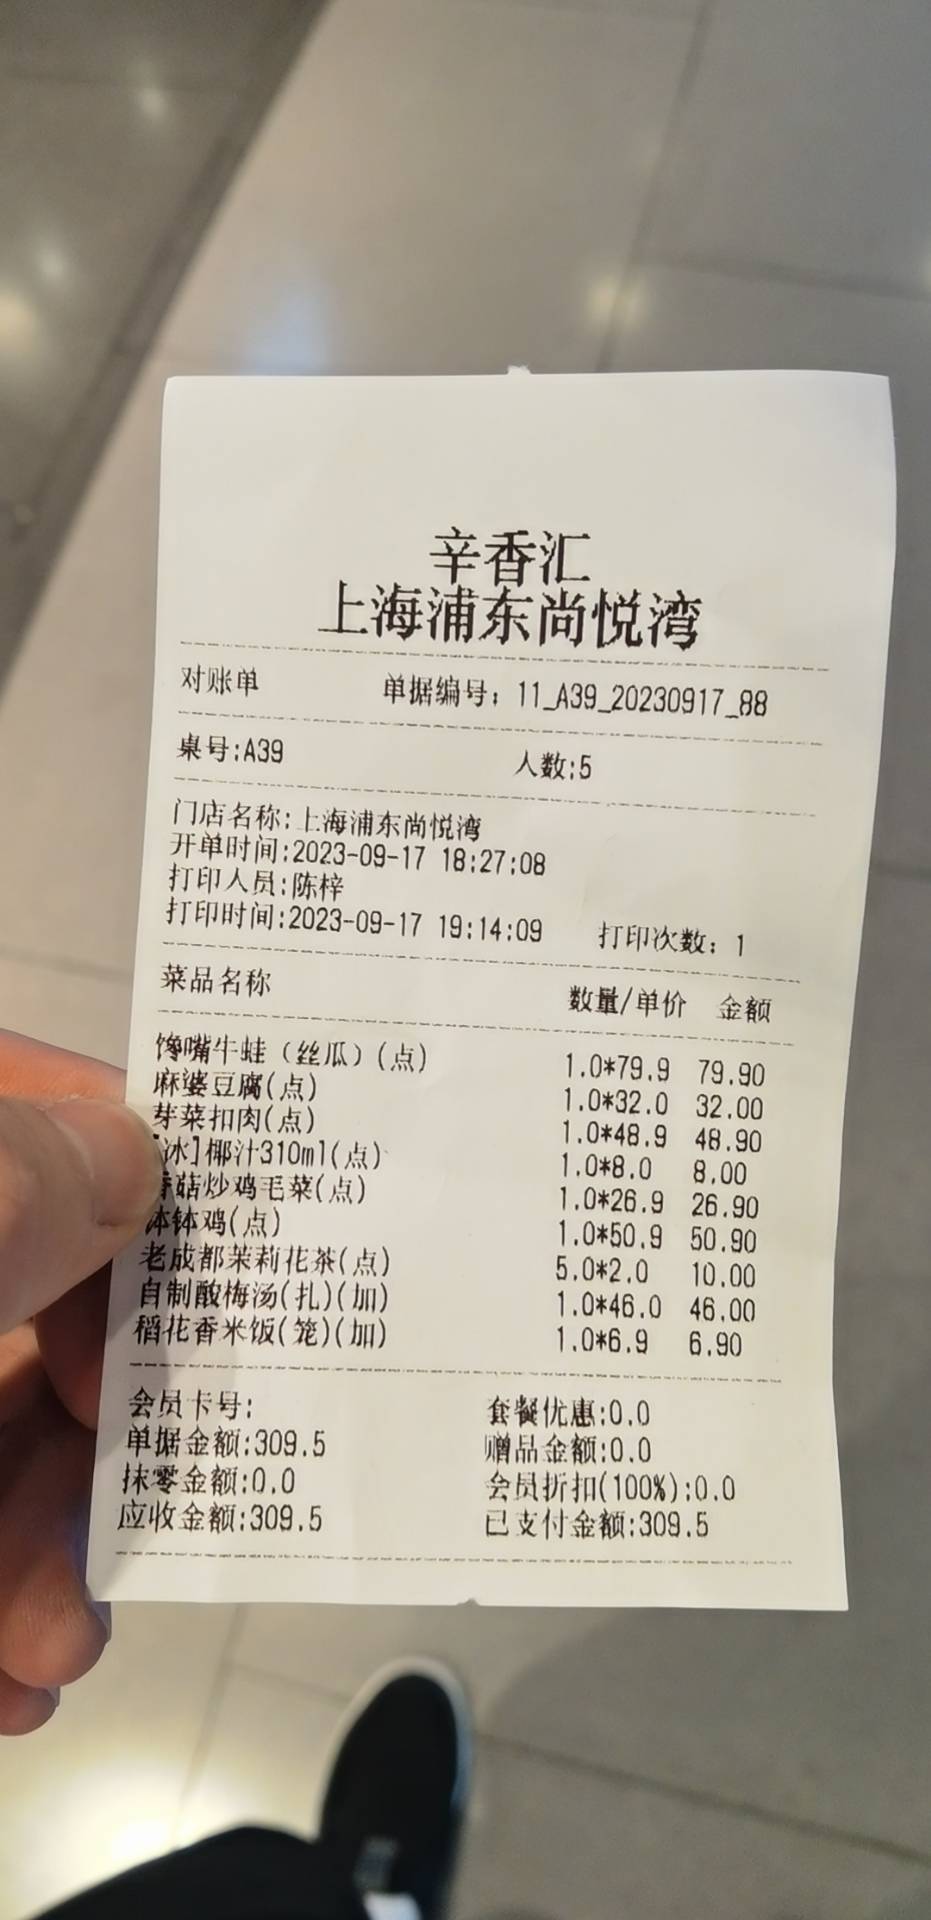 辛香汇
上海浦东尚悦湾
对账单 单据编号：11_A39_20230917_88
桌号:A39 人数:5
门店名称:上海浦东尚悦湾
开单时间:2023-09-17 18:27:08
打印人员:陈梓
打印时间:2023-09-17 19:14:09 打印次数：1
菜品名称 数量/单价 金额
馋嘴牛蛙（丝瓜）(点) 1.0*79.9 79.90
麻婆豆腐(点) 1.0*32.0 32.00
芽菜扣肉(点) 1.0*48.9 48.90
[冰]椰汁310ml(点) 1.0*8.0 8.00
香菇炒鸡毛菜(点) 1.0*26.9 26.90
钵钵鸡(点) 1.0*50.9 50.90
老成都茉莉花茶(点) 5.0*2.0 10.00
自制酸梅汤(扎)(加) 1.0*46.0 46.00
稻花香米饭(笼)(加) 1.0*6.9 6.90
会员卡号: 套餐优惠:0.0
单据金额:309.5 赠品金额:0.0
抹零金额:0.0 会员折扣(100%):0.0
应收金额:309.5 已支付金额:309.5